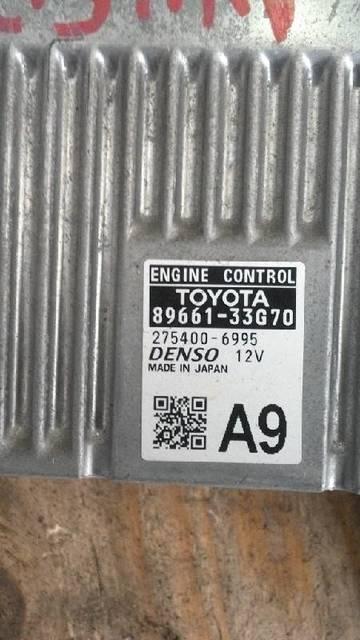 ENGINE CONTROL
TOYOTA
89661-33G70
275400-6995
DENSO 12V
MADE IN JAPAN
A9